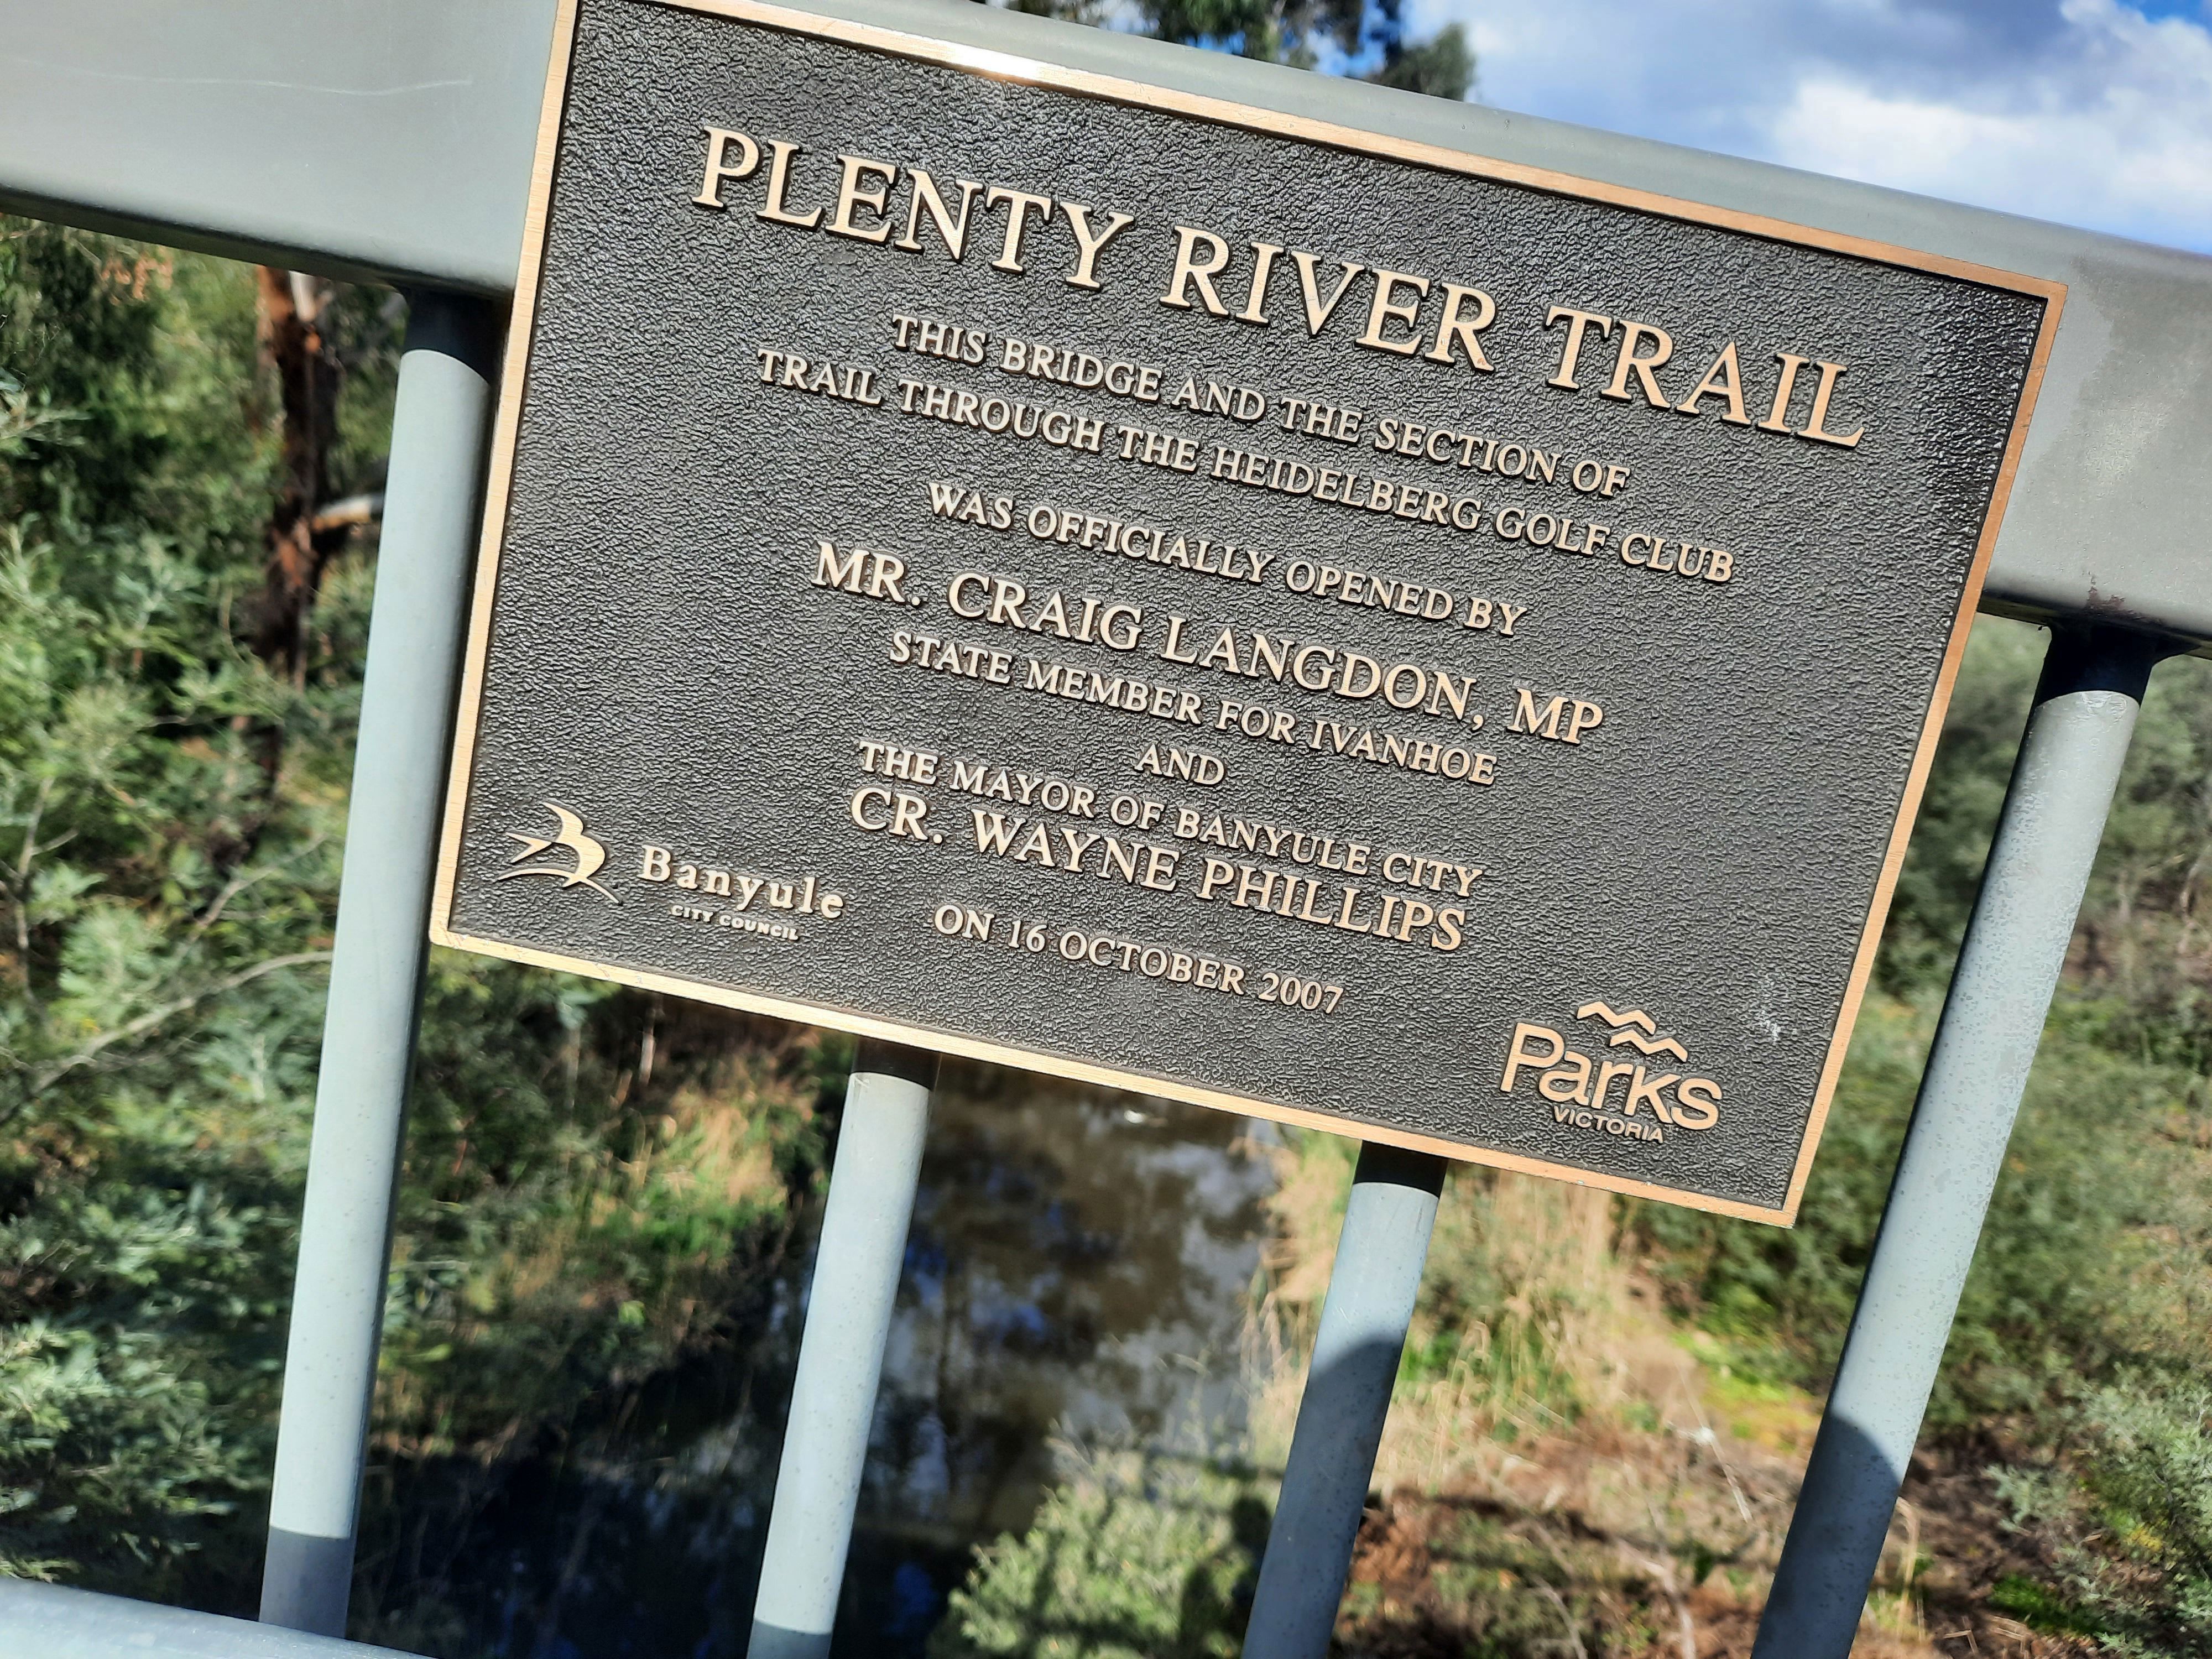 PLENTY RIVER TRAIL
THIS BRIDGE AND THE SECTION OF
TRAIL THROUGH THE HEIDELBERG GOLF CLUB
WAS OFFICIALLY OPENED BY
MR. CRAIG LANGDON, MP
STATE MEMBER FOR IVANHOE
AND
THE MAYOR OF BANYULE CITY
CR. WAYNE PHILLIPS
ON 16 OCTOBER 2007
Banyule
CITY COUNCIL
Parks
VICTORIA